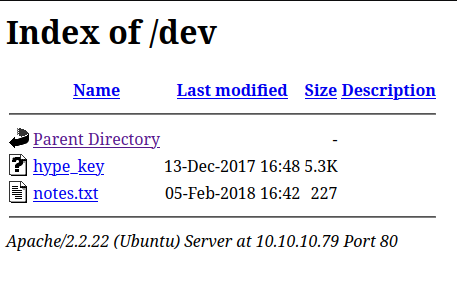 Index of /dev
Name Last modified Size Description
Parent Directory -
hype_key 13-Dec-2017 16:48 5.3K
notes.txt 05-Feb-2018 16:42 227
Apache/2.2.22 (Ubuntu) Server at 10.10.10.79 Port 80